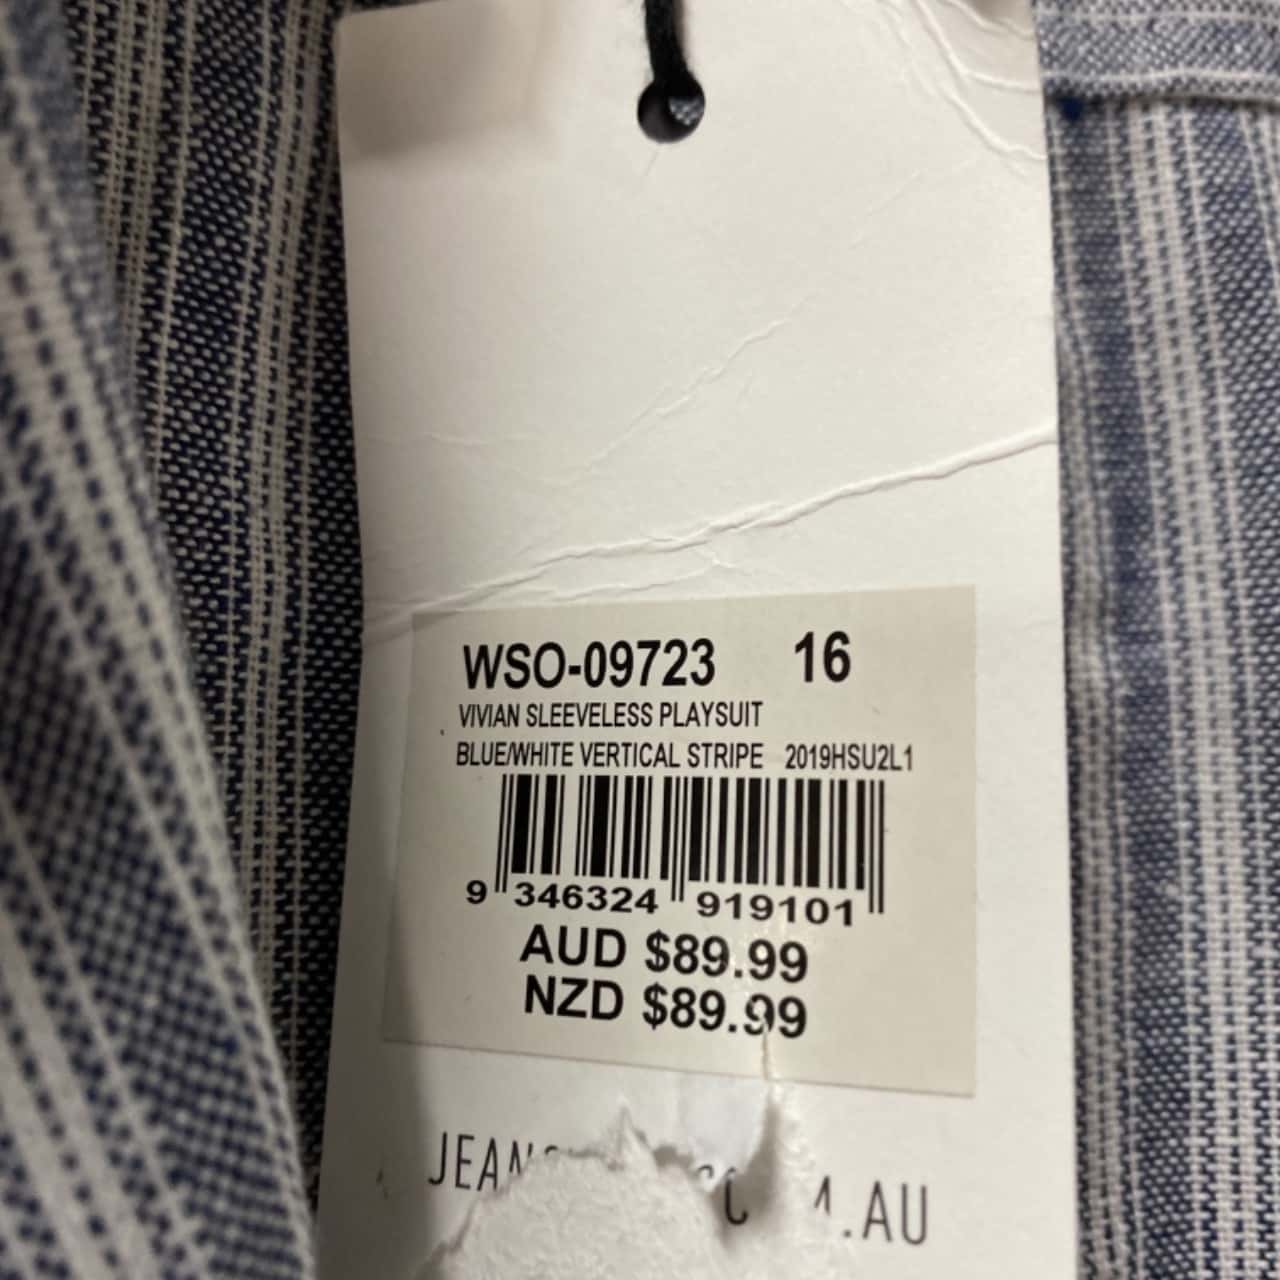 WSO-09723 16
VIVIAN SLEEVELESS PLAYSUIT
BLUE/WHITE VERTICAL STRIPE 2019HSU2L1
9 346324 919101
AUD $89.99
NZD $89.99
.AU